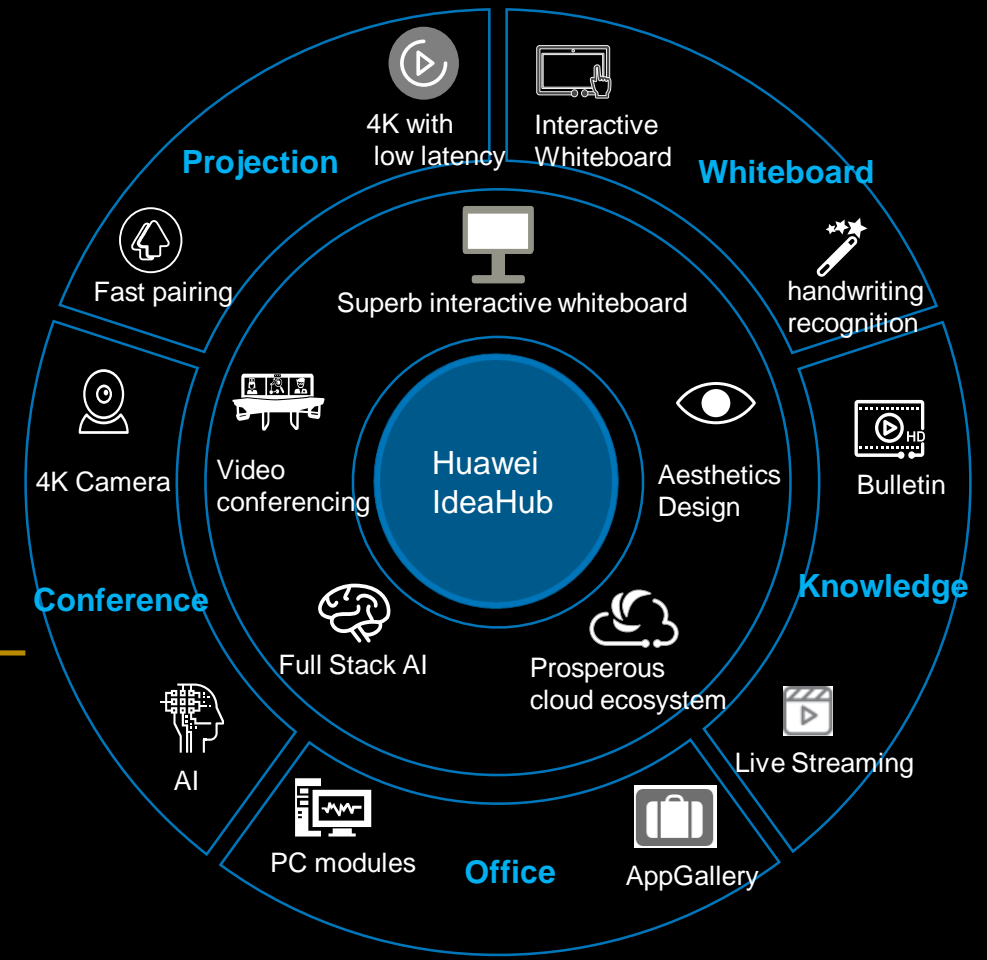 4K with
low latency
Projection
Fast pairing
Interactive
Whiteboard
Whiteboard
handwriting
recognition
Superb interactive whiteboard
Video
conferencing
Huawei
IdeaHub
Aesthetics
Design
Full Stack AI
Prosperous
cloud ecosystem
4K Camera
Conference
AI
HD
Bulletin
Knowledge
Live Streaming
PC modules
Office
AppGallery